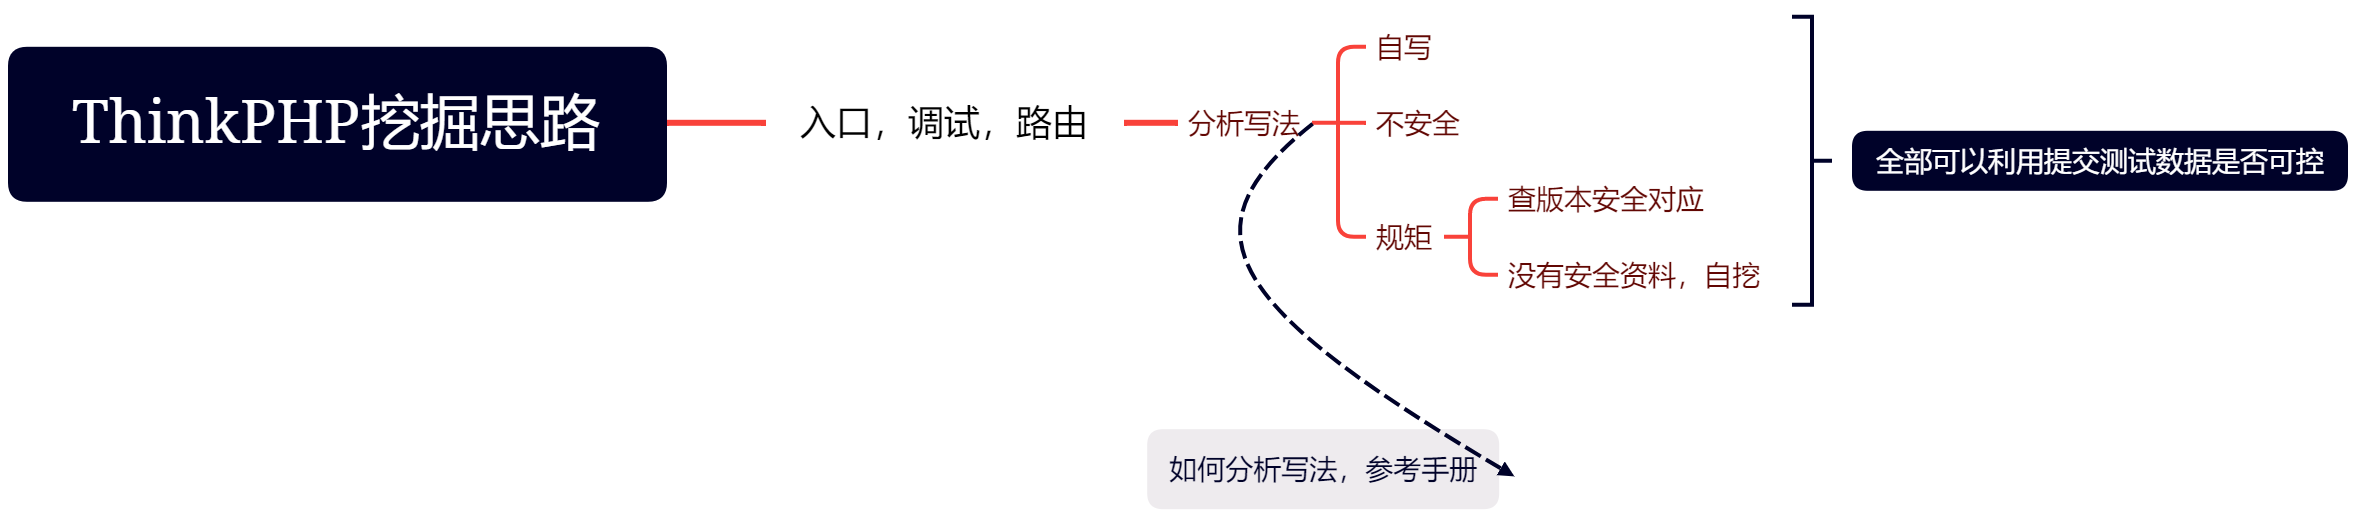 ThinkPHP挖掘思路
入口，调试，路由
分析写法
自写
不安全
规矩
查版本安全对应
没有安全资料，自挖
全部可以利用提交测试数据是否可控
如何分析写法，参考手册